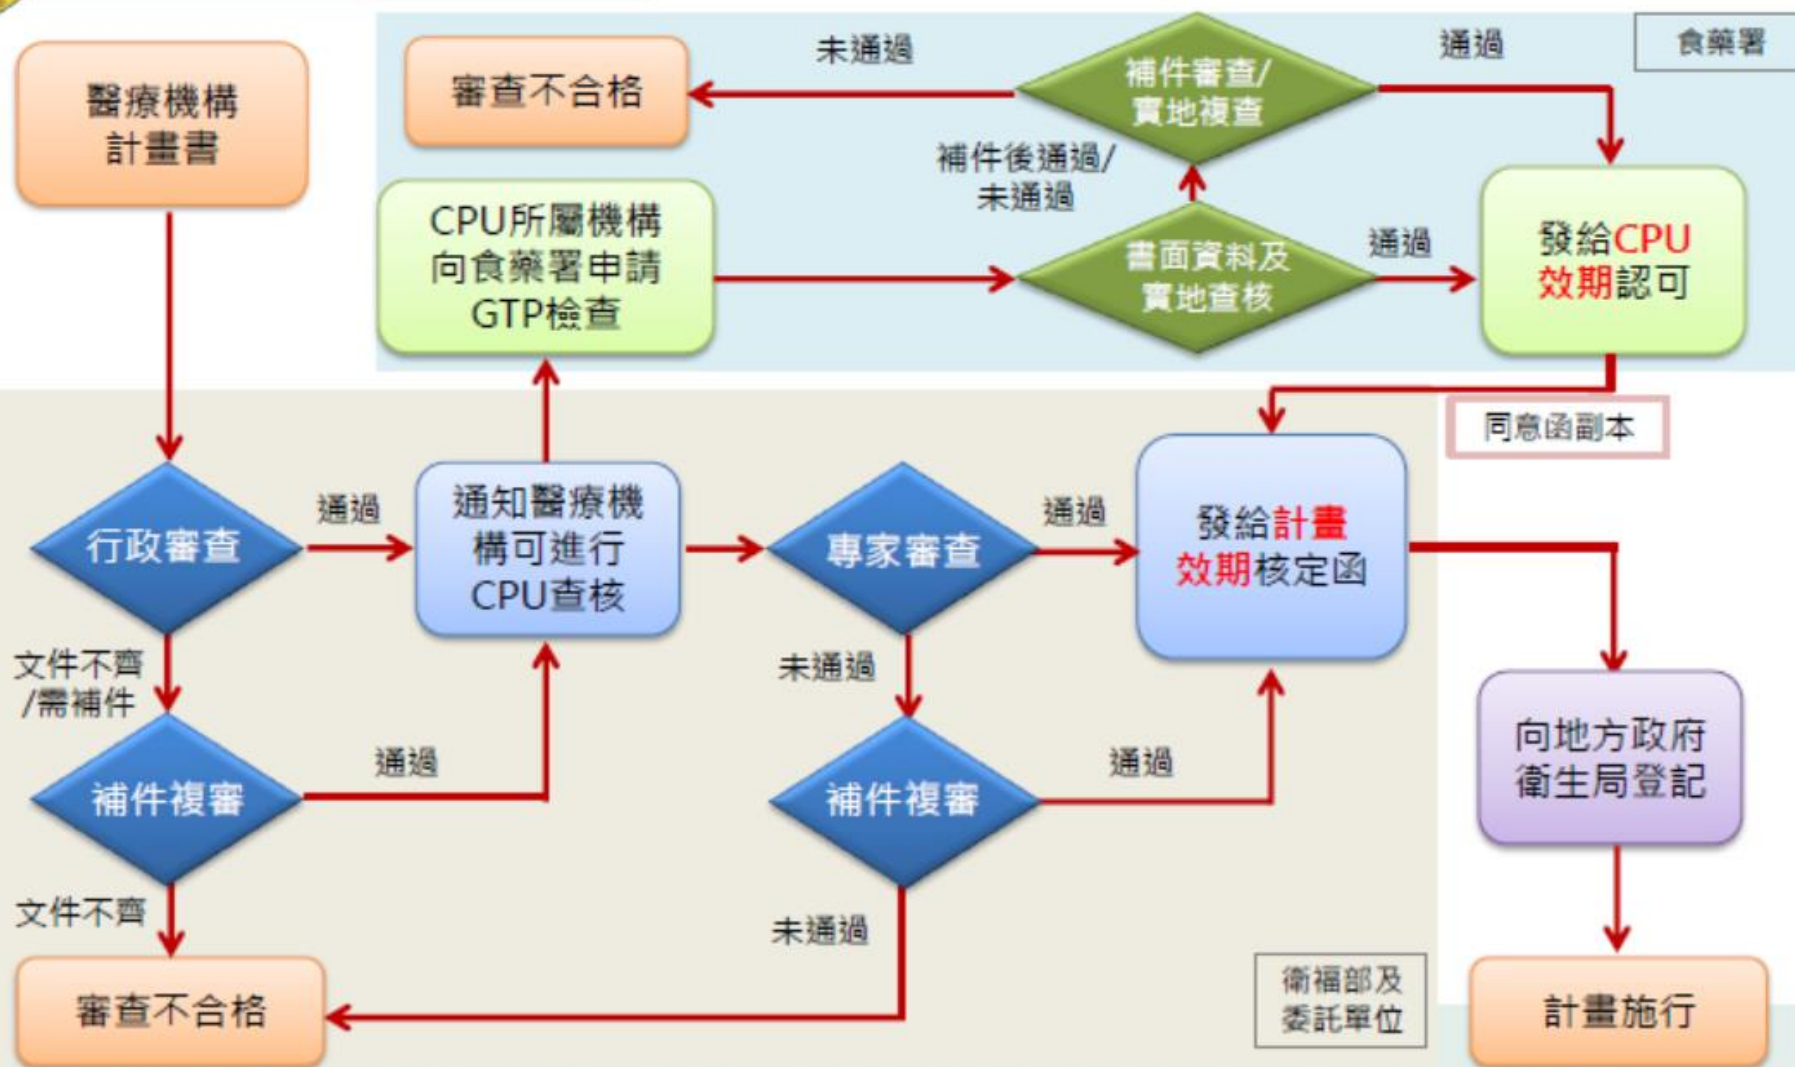 醫療機構
計畫書
審查不合格
未通過
補件審查/
實地複查
通過
食藥署
補件後通過/
未通過
CPU所屬機構
向食藥署申請
GTP檢查
書面資料及
實地查核
通過
發給CPU
效期認可
同意函副本
行政審查
通過
通知醫療機
構可進行
CPU查核
專家審查
通過
發給計畫
效期核定函
文件不齊
/需補件
未通過
補件複審
通過
補件複審
通過
向地方政府
衛生局登記
文件不齊
未通過
審查不合格
衛福部及
委託單位
計畫施行